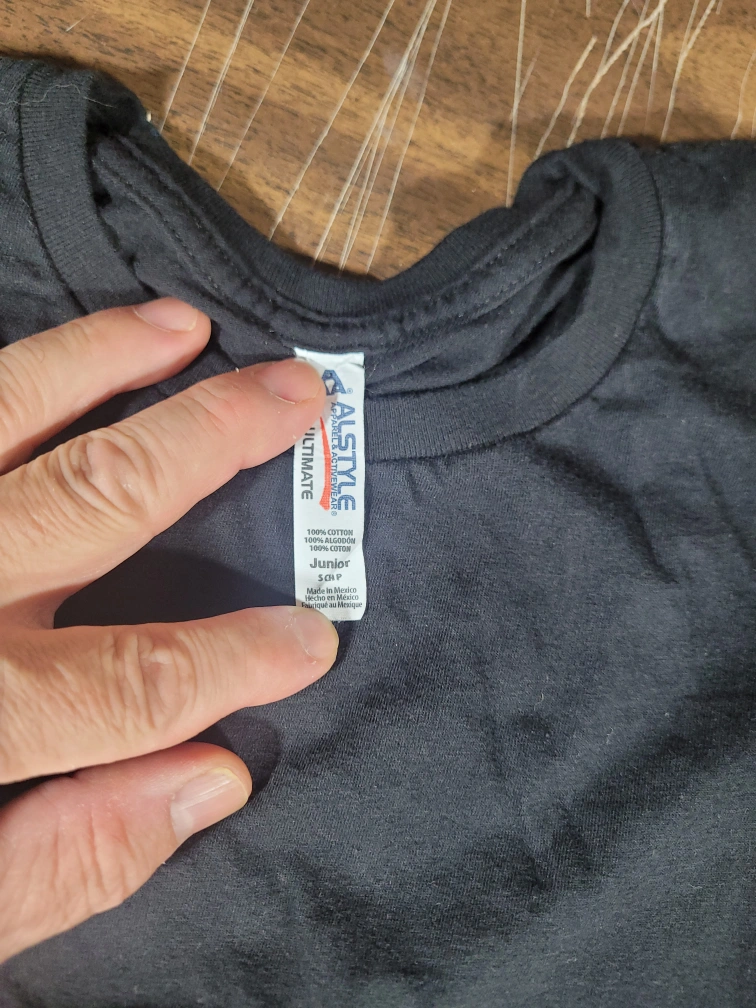 ALSTYLE®
APPAREL & ACTIVEWEAR®
ULTIMATE
100% COTTON
100% ALGODÓN
100% COTON
Junior
S CH P
Made in Mexico
Hecho en México
Fabriqué au Mexique